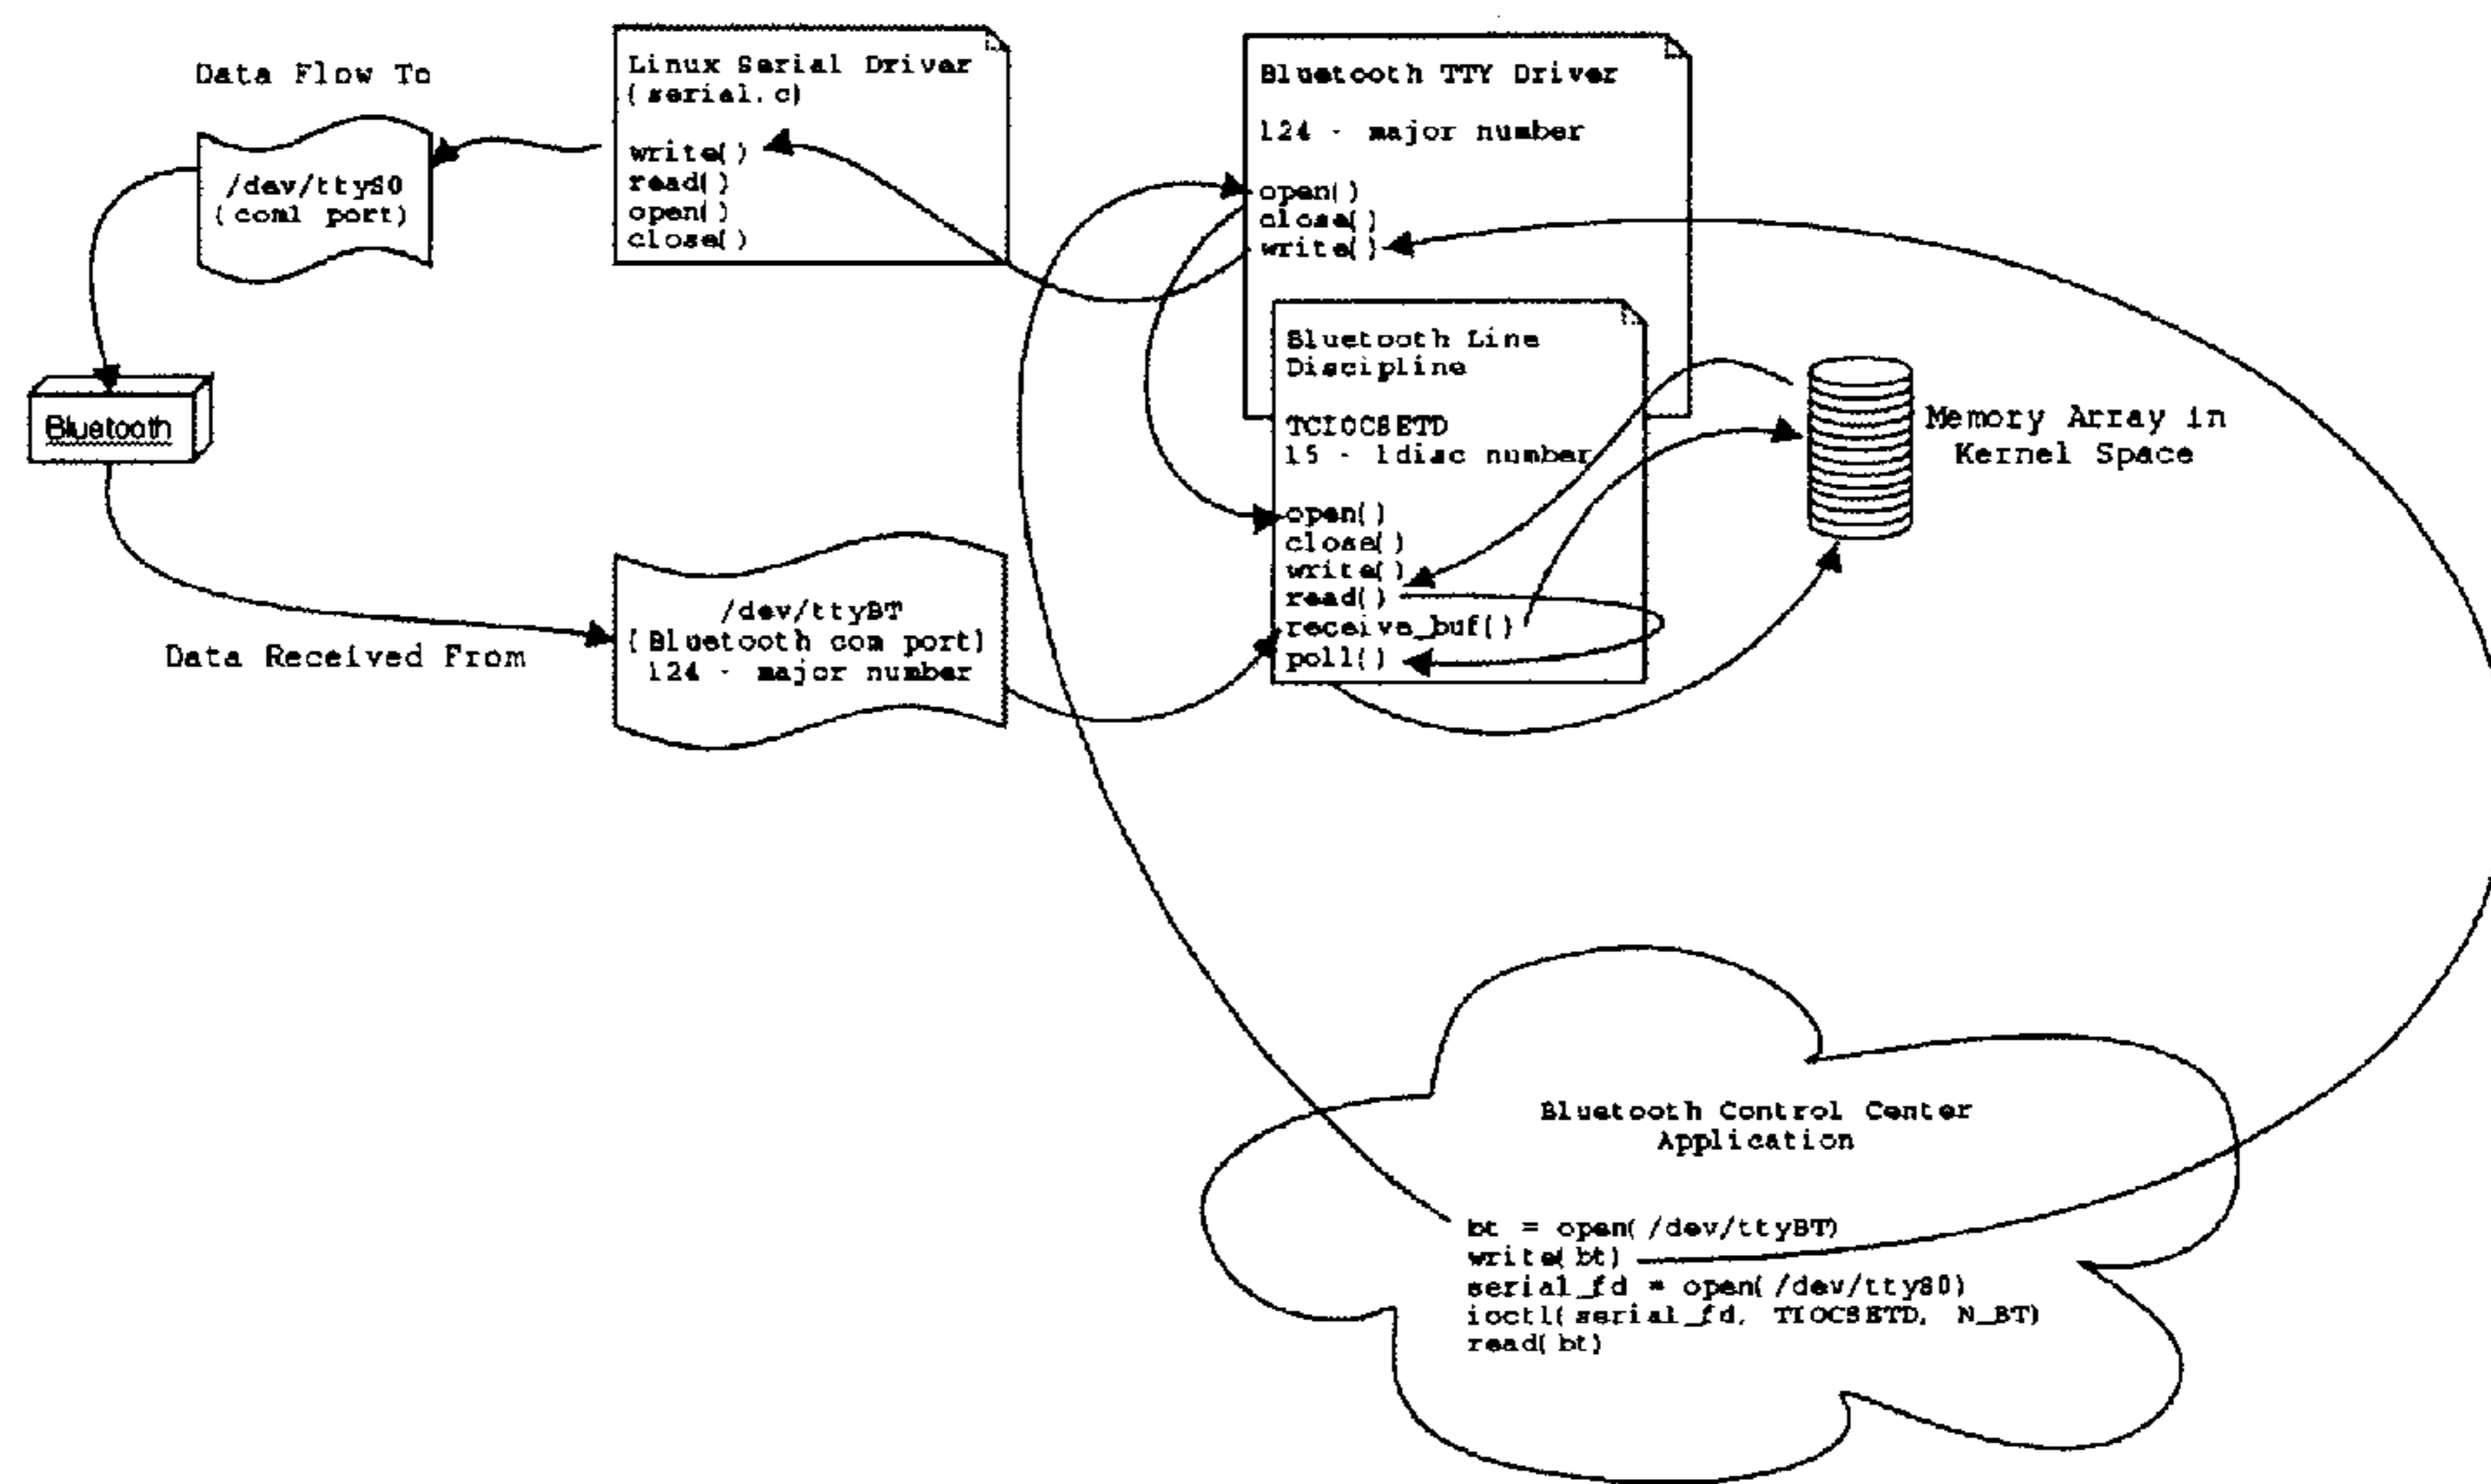 Data Flow To
/dev/ttyS0
(com1 port)
Bluetooth
Data Received From
Linux Serial Driver
(serial.c)
write()
read()
open()
close()
/dev/ttyBT
(Bluetooth com port)
124 - major number
Bluetooth TTY Driver
124 - major number
open()
close()
write()
Bluetooth Line
Discipline
TCIOCSETD
15 - ldisc number
open()
close()
write()
read()
receive_buf()
poll()
Memory Array in
Kernel Space
Bluetooth Control Center
Application
bt = open(/dev/ttyBT)
write(bt)
serial_fd = open(/dev/ttyS0)
ioctl(serial_fd, TIOCSETD, N_BT)
read(bt)